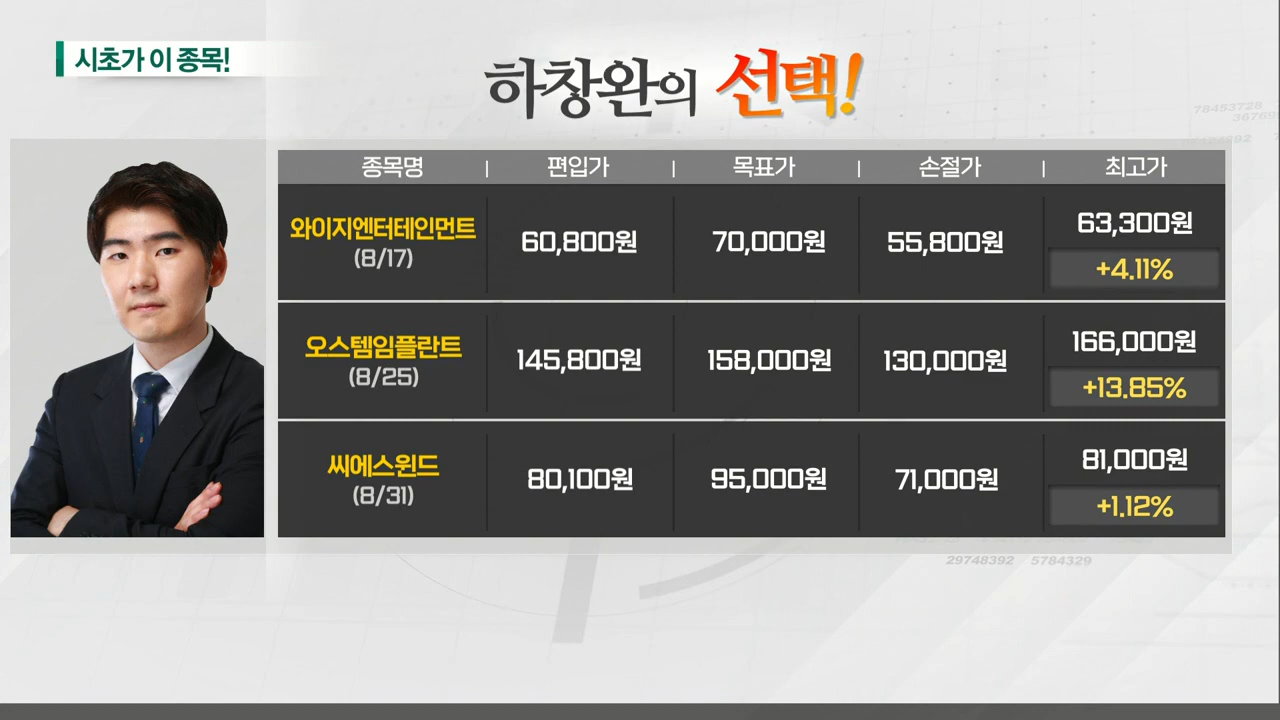 시초가 이 종목!
하창완의 선택!
78453728
종목명 | 편입가 | 목표가 | 손절가 | 최고가
와이지엔터테인먼트
(8/17)
60,800원
70,000원
55,800원
63,300원
+4.11%
오스템임플란트
(8/25)
145,800원
158,000원
130,000원
166,000원
+13.85%
씨에스윈드
(8/31)
80,100원
95,000원
71,000원
81,000원
+1.12%
29748392 5784329